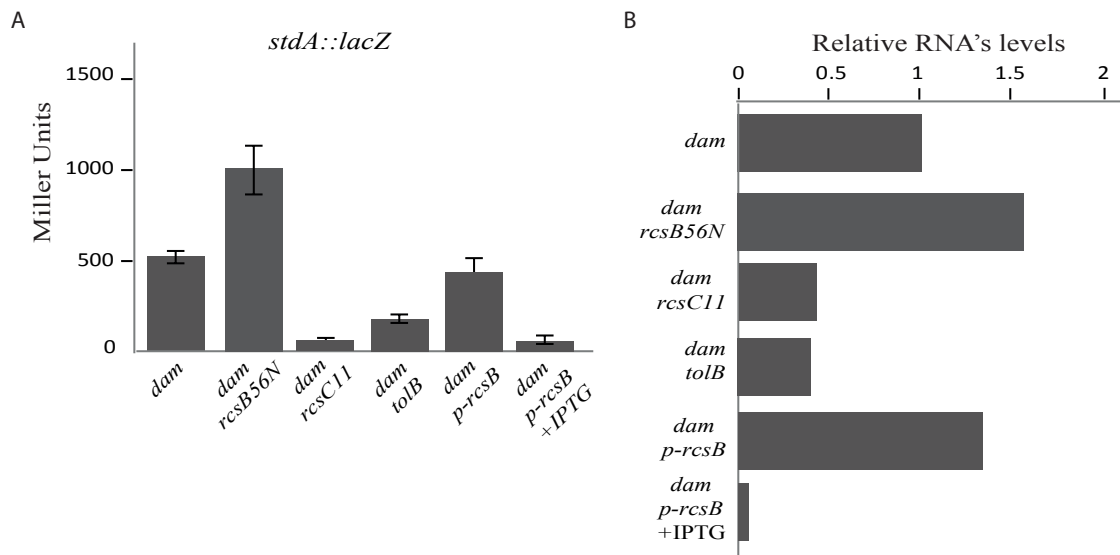 A
stdA::lacZ
Miller Units
1500
1000
500
0
dam
dam
rcsB56N
dam
rcsC11
dam
tolB
dam
p-rcsB
dam
p-rcsB
+IPTG
B
Relative RNA's levels
0
0.5
1
1.5
2
dam
dam
rcsB56N
dam
rcsC11
dam
tolB
dam
p-rcsB
dam
p-rcsB
+IPTG